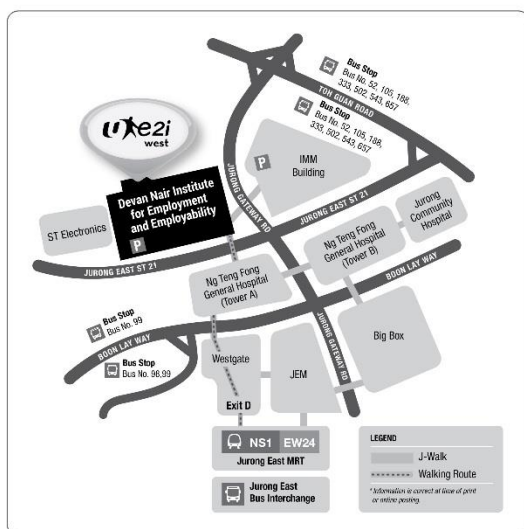 Bus Stop
Bus No. 52, 105, 188,
333, 502, 543, 657
TOH GUAN ROAD
Bus Stop
Bus No. 52, 105, 188,
333, 502, 543, 657
e2i
west
P
IMM
Building
JURONG GATEWAY RD
Devan Nair Institute
for Employment
and Employability
P
ST Electronics
JURONG EAST ST 21
JURONG EAST ST 21
Jurong
Community
Hospital
Ng Teng Fong
General Hospital
(Tower B)
Ng Teng Fong
General Hospital
(Tower A)
BOON LAY WAY
Bus Stop
Bus No. 99
BOON LAY WAY
Bus Stop
Bus No. 96,99
Westgate
JEM
JURONG GATEWAY RD
Big Box
Exit D
NS1 EW24
Jurong East MRT
Jurong East
Bus Interchange
LEGEND
J-Walk
Walking Route
* Information is correct at time of print
or online posting.